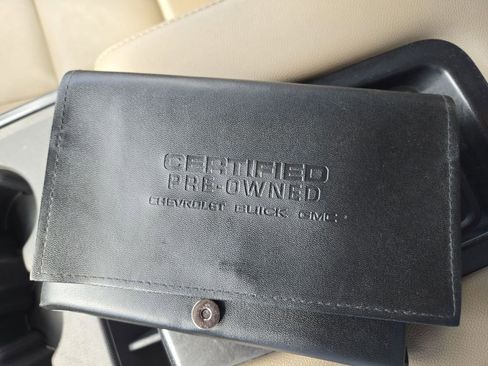 CERTIFIED
PRE-OWNED
CHEVROLET BUICK GMC